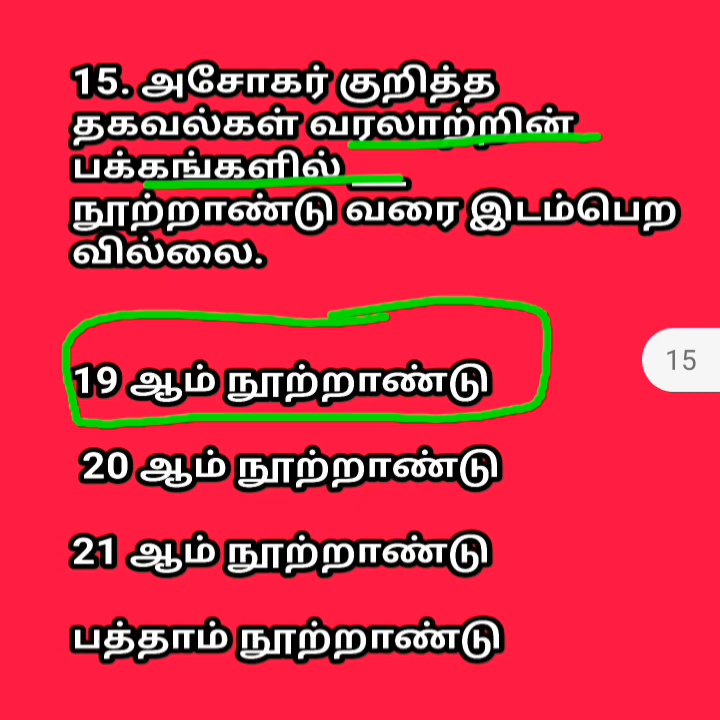 15. அசோகர் குறித்த
தகவல்கள் வரலாற்றின்
பக்கங்களில் ___
நூற்றாண்டு வரை இடம்பெற
வில்லை.
19 ஆம் நூற்றாண்டு
15
20 ஆம் நூற்றாண்டு
21 ஆம் நூற்றாண்டு
பத்தாம் நூற்றாண்டு